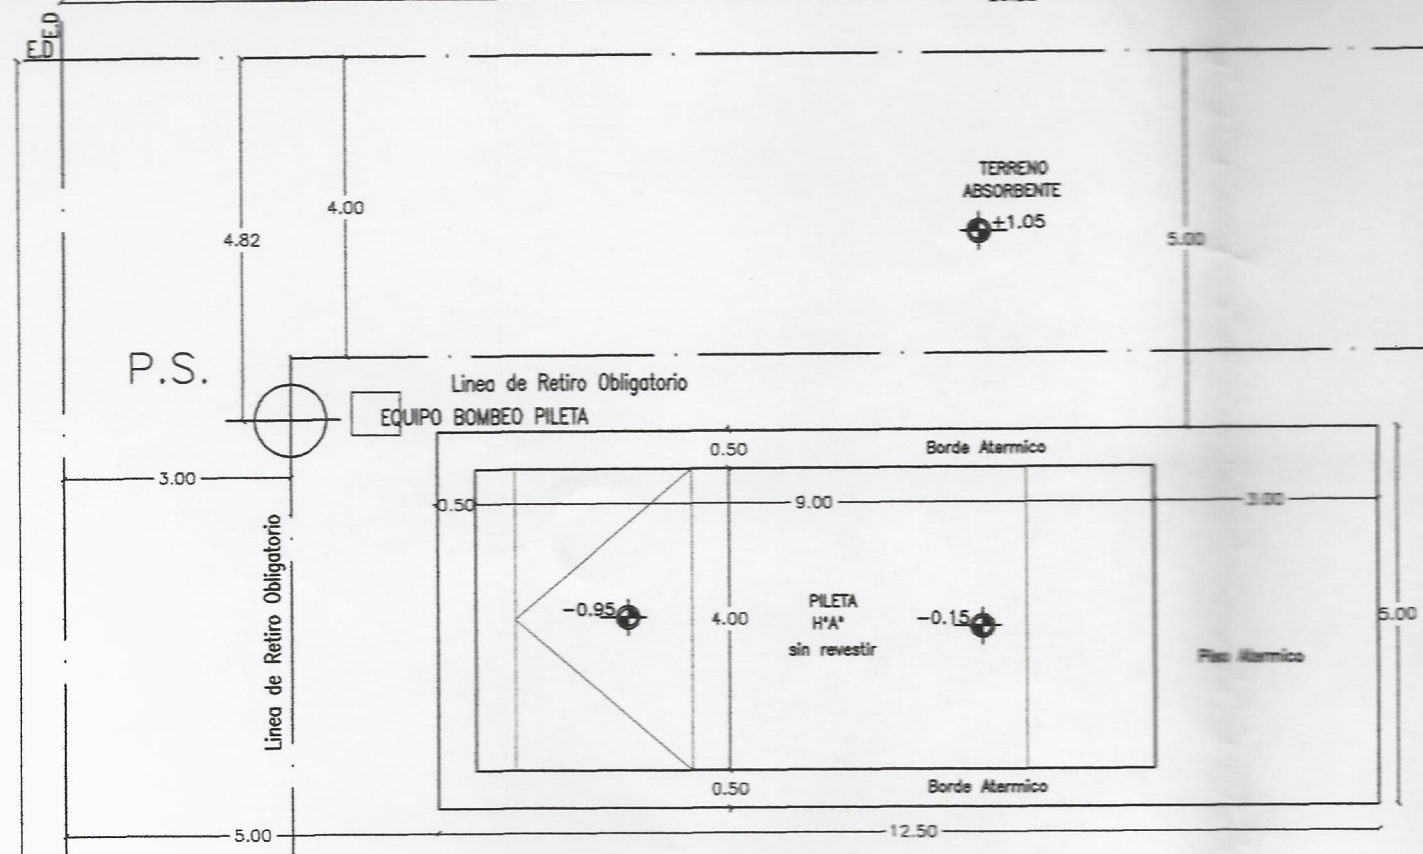 E.D
E.D
4.00
4.82
TERRENO
ABSORBENTE
±1.05
5.00
P.S.
Linea de Retiro Obligatorio
EQUIPO BOMBEO PILETA
0.50
Borde Atermico
3.00
0.50
9.00
3.00
Linea de Retiro Obligatorio
-0.95
4.00
PILETA
H°A°
sin revestir
-0.15
5.00
Piso Atermico
0.50
Borde Atermico
5.00
12.50